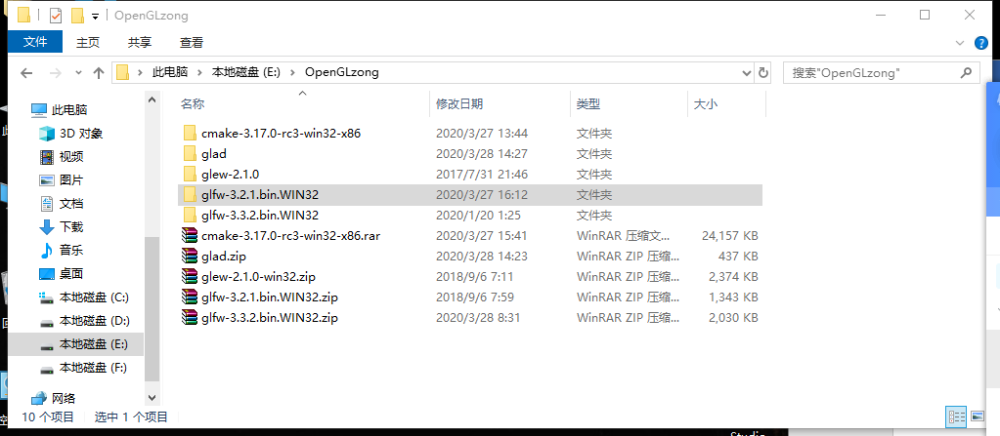 OpenGLzong
文件 主页 共享 查看
此电脑 本地磁盘 (E:) OpenGLzong 搜索"OpenGLzong"
名称 修改日期 类型 大小
此电脑
3D 对象
视频
图片
文档
下载
音乐
桌面
本地磁盘 (C:)
本地磁盘 (D:)
本地磁盘 (E:)
本地磁盘 (F:)
网络
cmake-3.17.0-rc3-win32-x86 2020/3/27 13:44 文件夹
glad 2020/3/28 14:27 文件夹
glew-2.1.0 2017/7/31 21:46 文件夹
glfw-3.2.1.bin.WIN32 2020/3/27 16:12 文件夹
glfw-3.3.2.bin.WIN32 2020/1/20 1:25 文件夹
cmake-3.17.0-rc3-win32-x86.rar 2020/3/27 15:41 WinRAR 压缩文... 24,157 KB
glad.zip 2020/3/28 14:23 WinRAR ZIP 压缩... 437 KB
glew-2.1.0-win32.zip 2018/9/6 7:11 WinRAR ZIP 压缩... 2,374 KB
glfw-3.2.1.bin.WIN32.zip 2018/9/6 7:59 WinRAR ZIP 压缩... 1,343 KB
glfw-3.3.2.bin.WIN32.zip 2020/3/28 8:31 WinRAR ZIP 压缩... 2,030 KB
10 个项目 选中 1 个项目
Studio